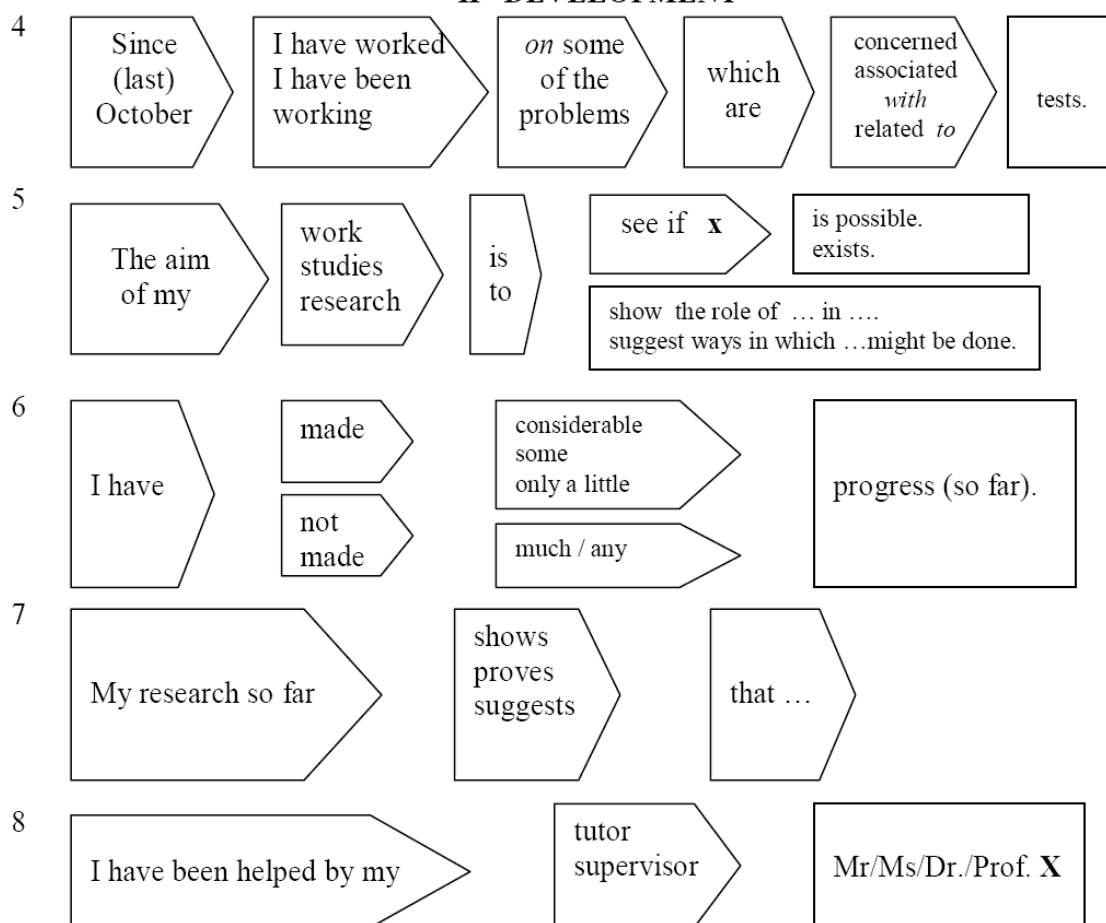 II DEVELOPMENT
4
Since
(last)
October
I have worked
I have been
working
on some
of the
problems
which
are
concerned
associated
with
related to
tests.
5
The aim
of my
work
studies
research
is
to
see if x
is possible.
exists.
show the role of … in ….
suggest ways in which …might be done.
6
I have
made
not
made
considerable
some
only a little
much / any
progress (so far).
7
My research so far
shows
proves
suggests
that …
8
I have been helped by my
tutor
supervisor
Mr/Ms/Dr./Prof. X